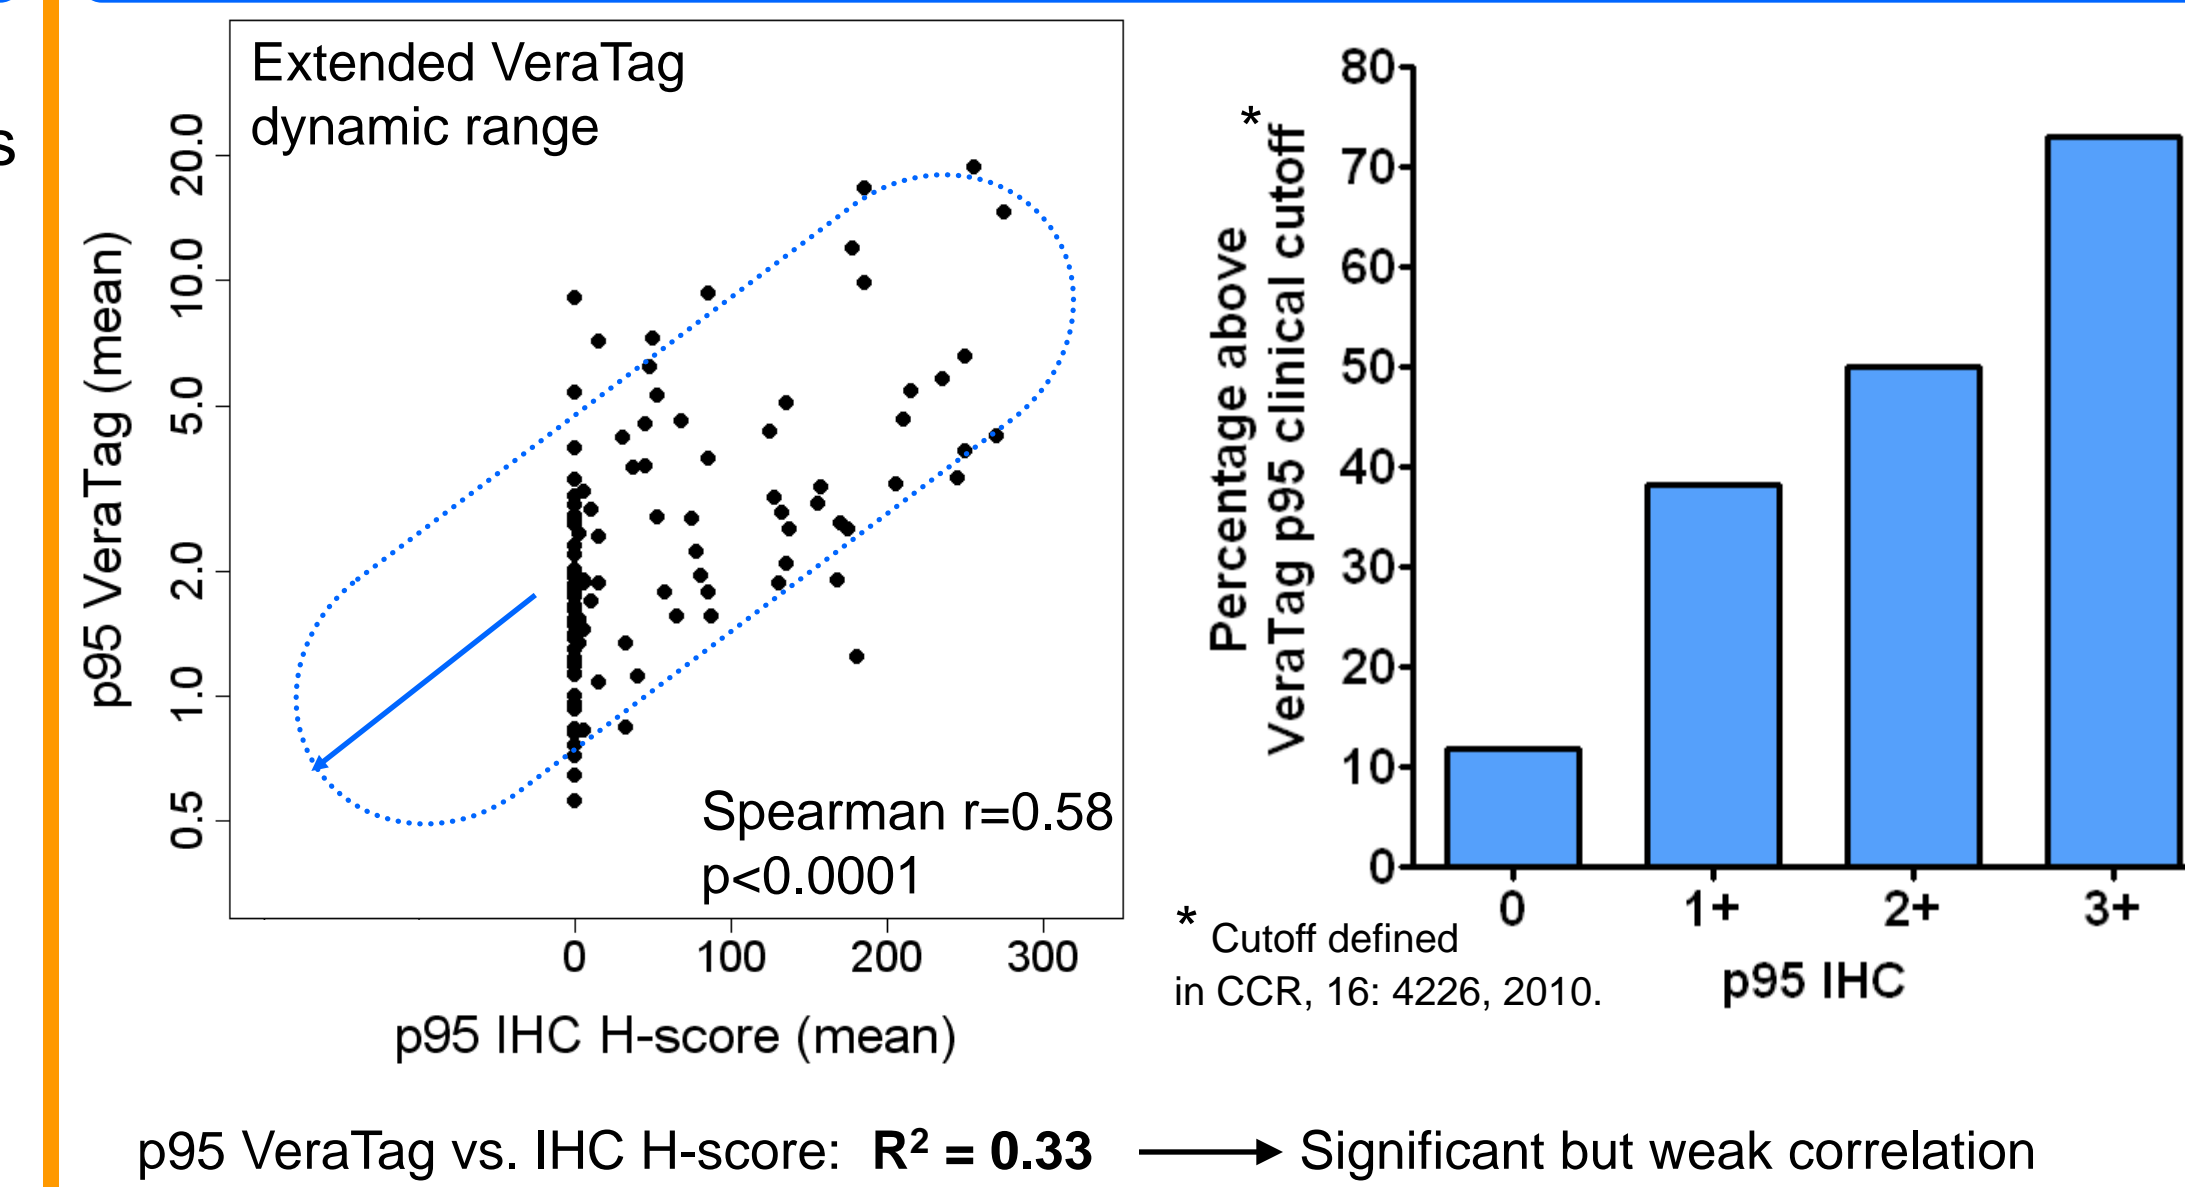 s
Extended VeraTag
dynamic range
p95 VeraTag (mean)
20.0
10.0
5.0
2.0
1.0
0.5
Spearman r=0.58
p<0.0001
0 100 200 300
p95 IHC H-score (mean)
*
Percentage above
VeraTag p95 clinical cutoff
80
70
60
50
40
30
20
10
0
0 1+ 2+ 3+
p95 IHC
* Cutoff defined
in CCR, 16: 4226, 2010.
p95 VeraTag vs. IHC H-score: R² = 0.33 → Significant but weak correlation